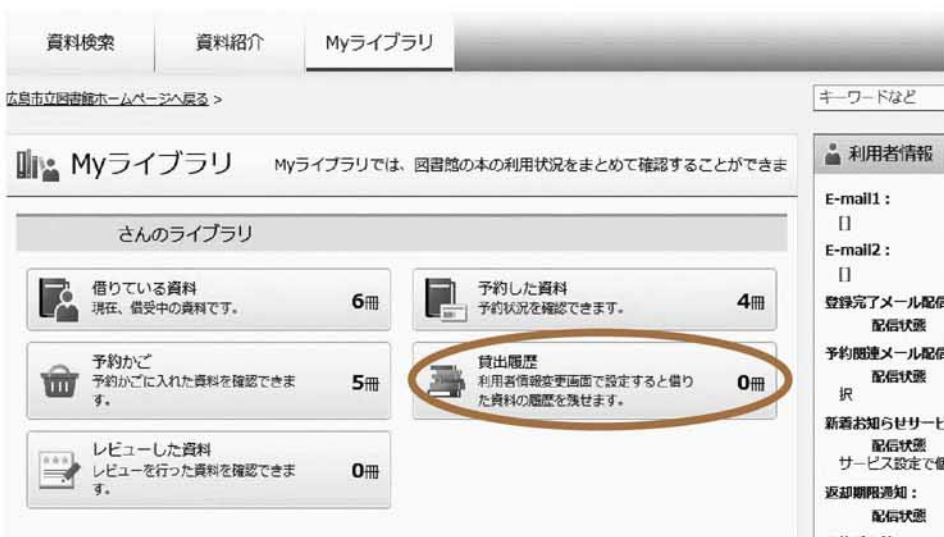 資料検索
資料紹介
Myライブラリ
広島市立図書館ホームページへ戻る >
キーワードなど
Myライブラリ
Myライブラリでは、図書館の本の利用状況をまとめて確認することができま
さんのライブラリ
借りている資料
現在、借受中の資料です。
6冊
予約した資料
予約状況を確認できます。
4冊
予約かご
予約かごに入れた資料を確認できま
す。
5冊
貸出履歴
利用者情報変更画面で設定すると借り
た資料の履歴を残せます。
0冊
レビューした資料
レビューを行った資料を確認できま
す。
0冊
利用者情報
E-mail1：
[]
E-mail2：
[]
登録完了メール配信
配信状態
予約関連メール配信
配信状態
択
新着お知らせサービ
配信状態
サービス設定で個
返却期限通知：
配信状態